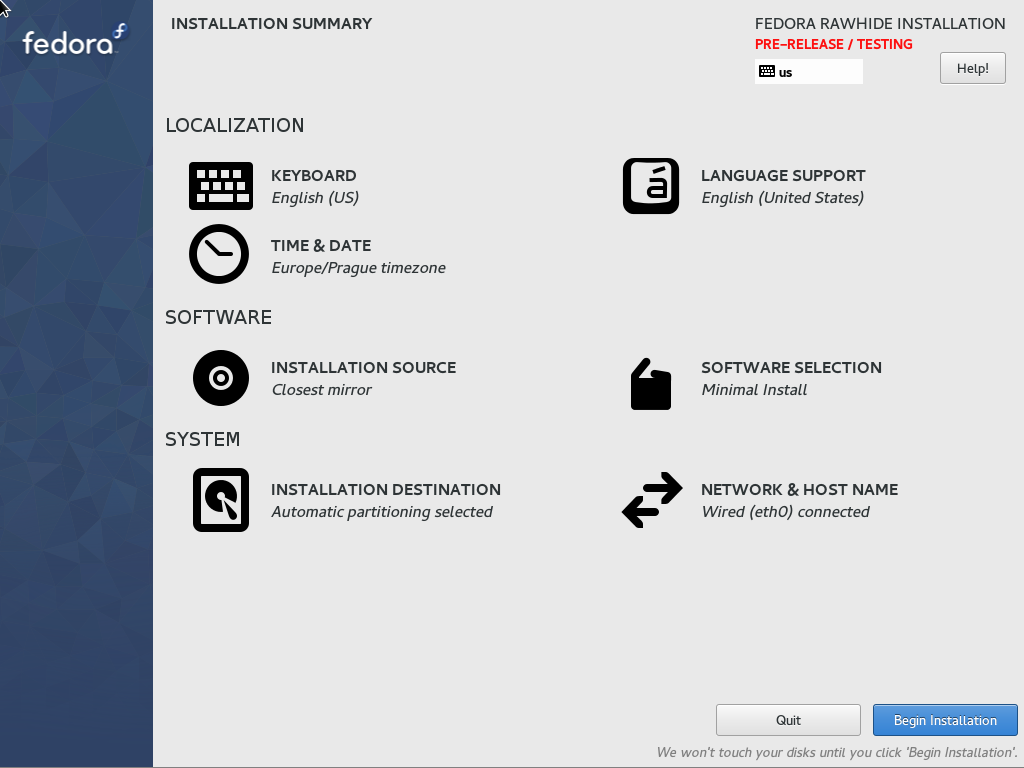 fedora
INSTALLATION SUMMARY
FEDORA RAWHIDE INSTALLATION
PRE-RELEASE / TESTING
us
Help!
LOCALIZATION
KEYBOARD
English (US)
LANGUAGE SUPPORT
English (United States)
TIME & DATE
Europe/Prague timezone
SOFTWARE
INSTALLATION SOURCE
Closest mirror
SOFTWARE SELECTION
Minimal Install
SYSTEM
INSTALLATION DESTINATION
Automatic partitioning selected
NETWORK & HOST NAME
Wired (eth0) connected
Quit
Begin Installation
We won't touch your disks until you click 'Begin Installation'.